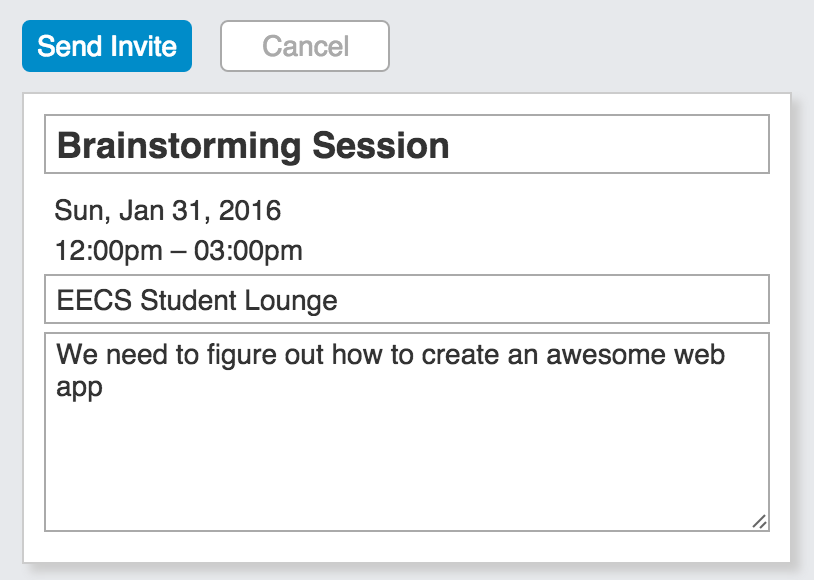 Send Invite Cancel
Brainstorming Session
Sun, Jan 31, 2016
12:00pm – 03:00pm
EECS Student Lounge
We need to figure out how to create an awesome web
app